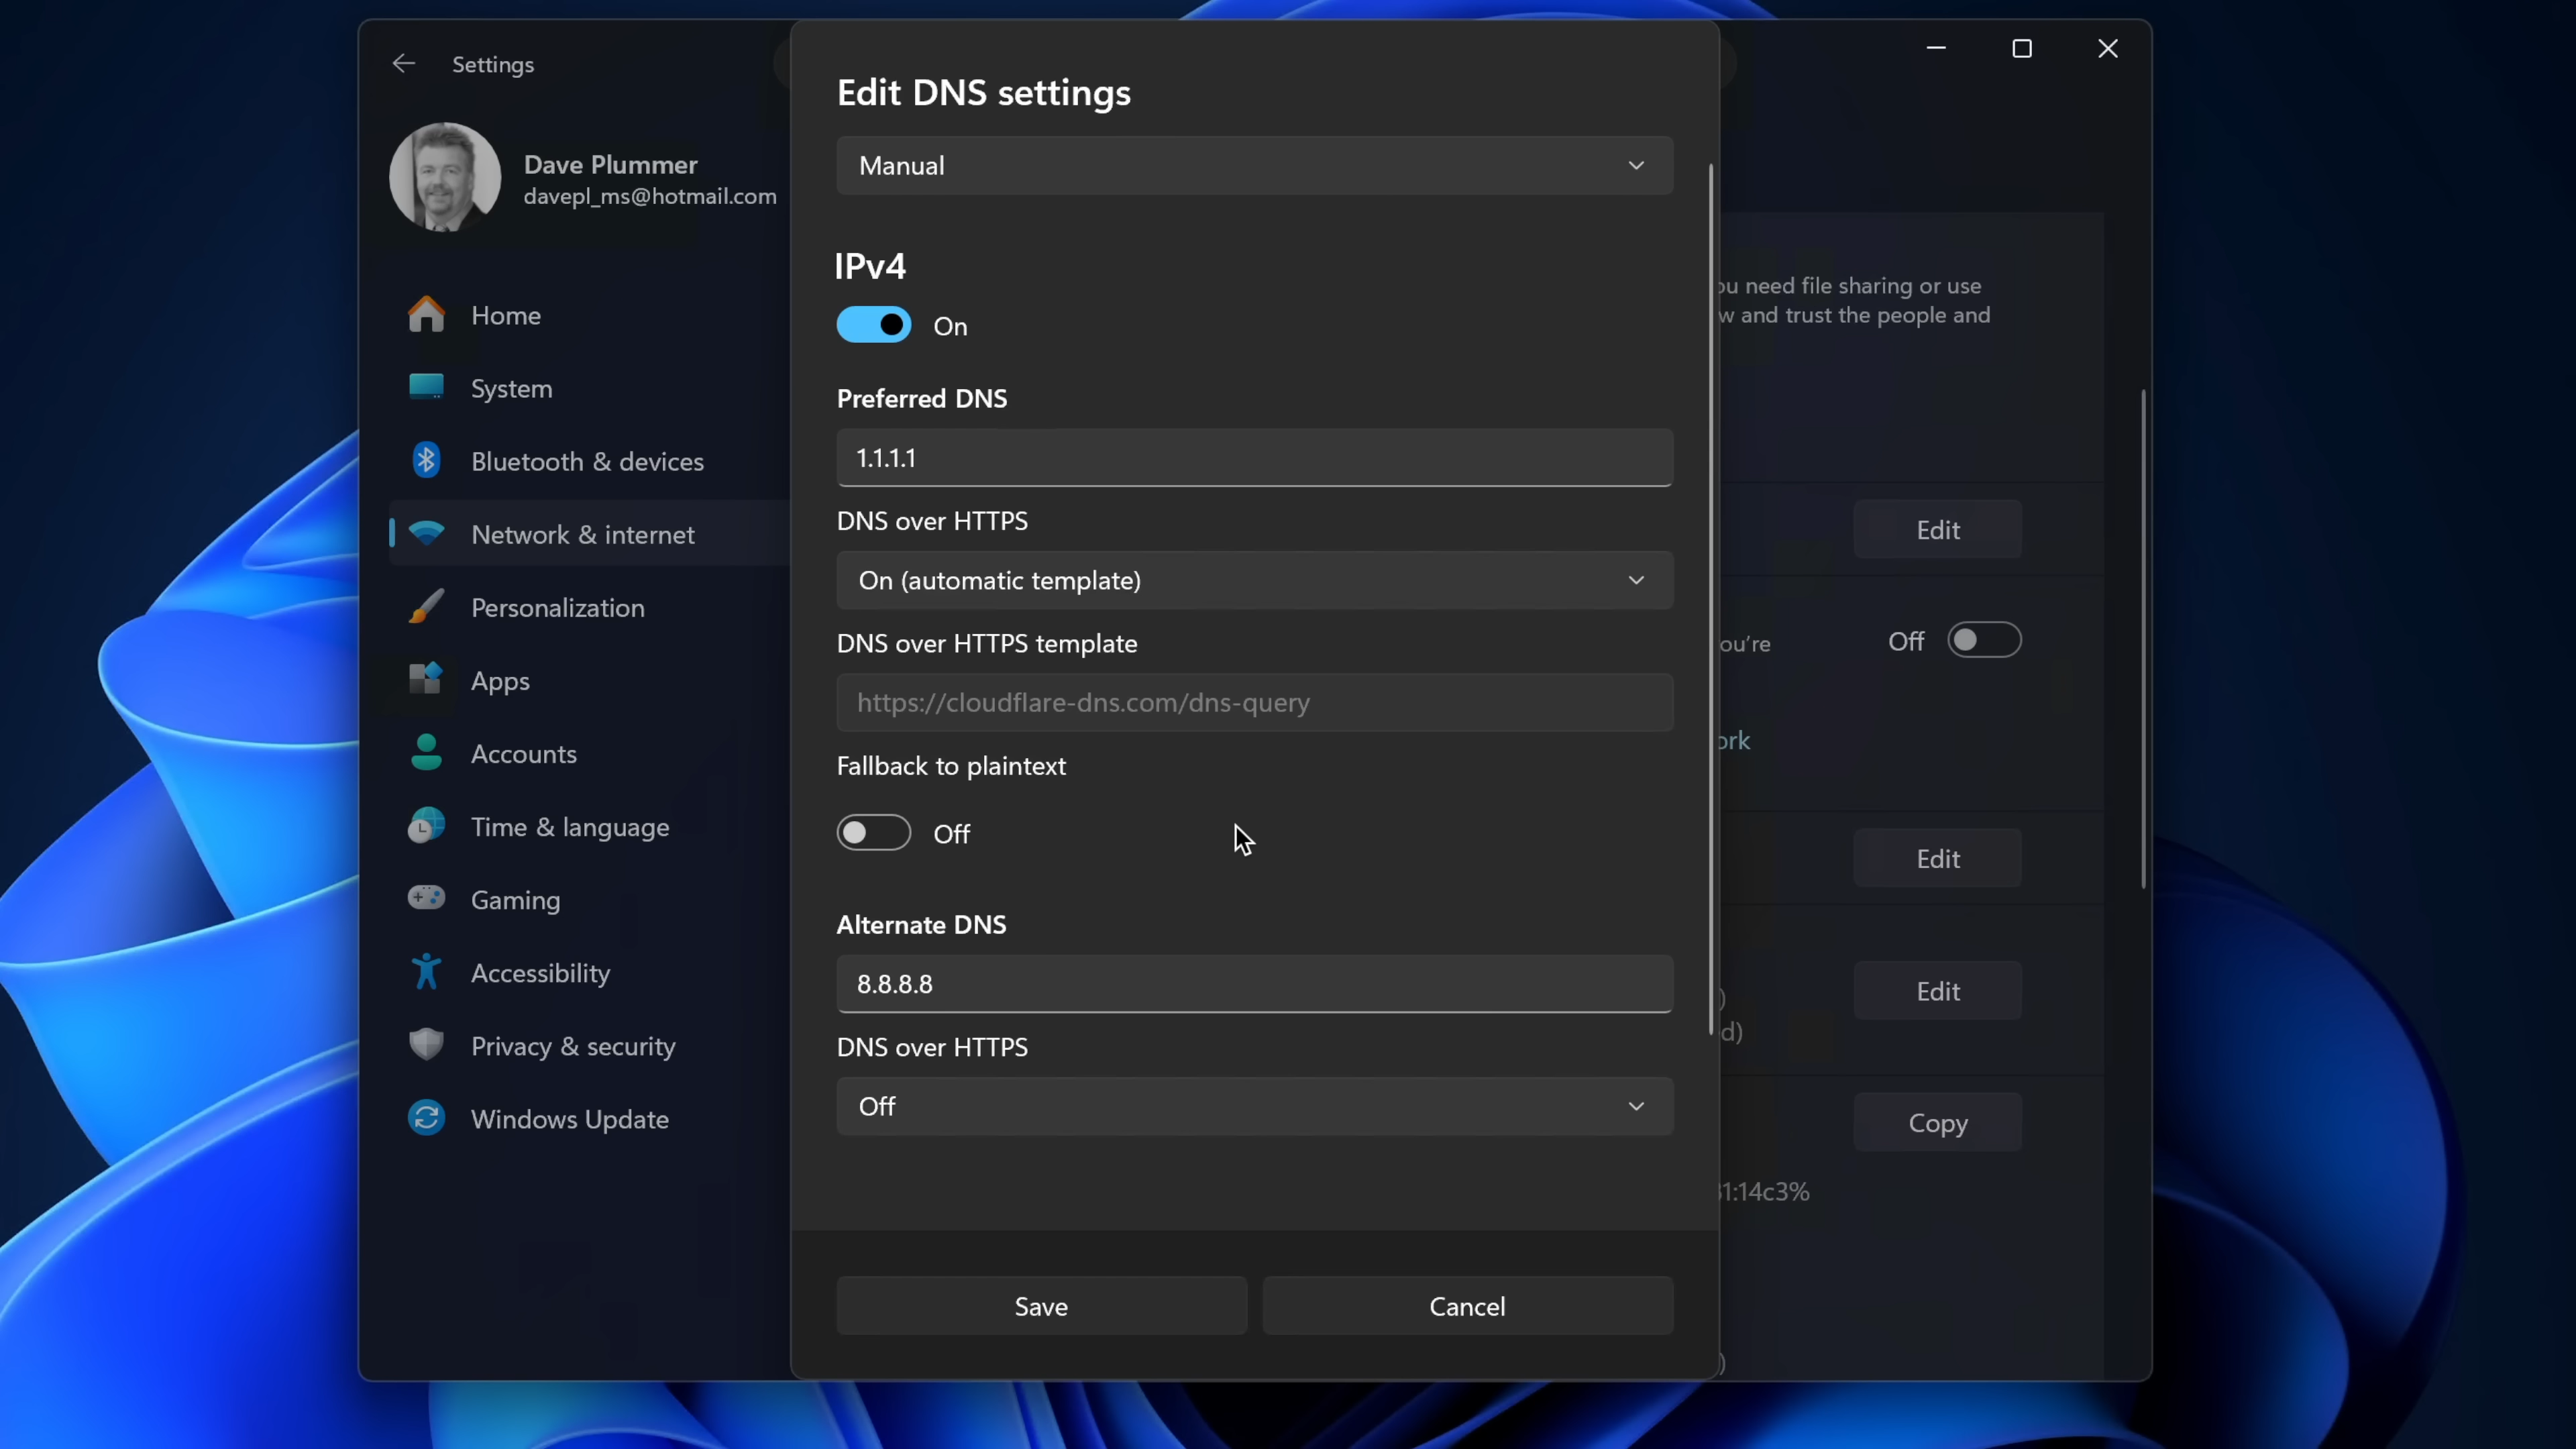 Settings
Dave Plummer
davepl_ms@hotmail.com
Home
System
Bluetooth & devices
Network & internet
Personalization
Apps
Accounts
Time & language
Gaming
Accessibility
Privacy & security
Windows Update
Edit DNS settings
Manual
IPv4
On
Preferred DNS
1.1.1.1
DNS over HTTPS
On (automatic template)
DNS over HTTPS template
https://cloudflare-dns.com/dns-query
Fallback to plaintext
Off
Alternate DNS
8.8.8.8
DNS over HTTPS
Off
Save
Cancel
ou need file sharing or use
w and trust the people and
Edit
ou're
Off
ork
Edit
)
d)
Edit
Copy
31:14c3%
)